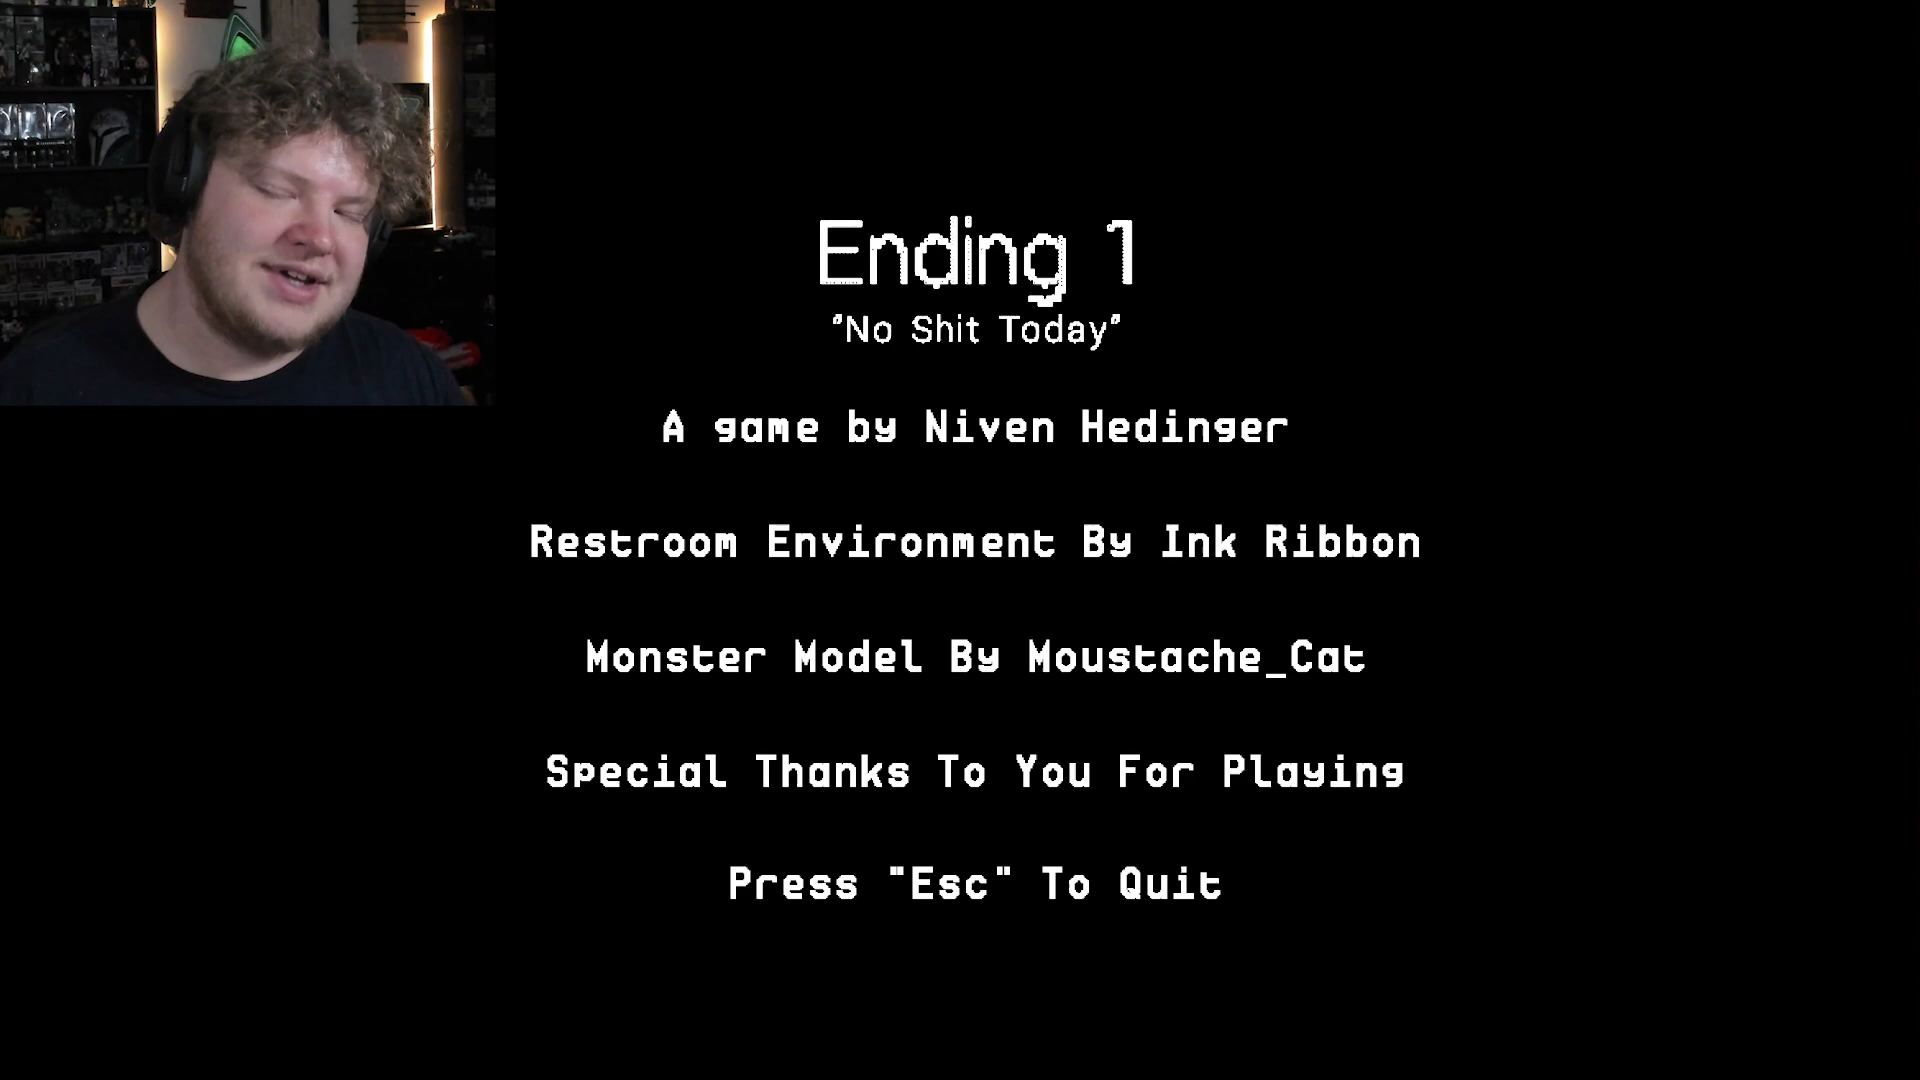 Ending 1
"No Shit Today"
A game by Niven Hedinger
Restroom Environment By Ink Ribbon
Monster Model By Moustache_Cat
Special Thanks To You For Playing
Press "Esc" To Quit